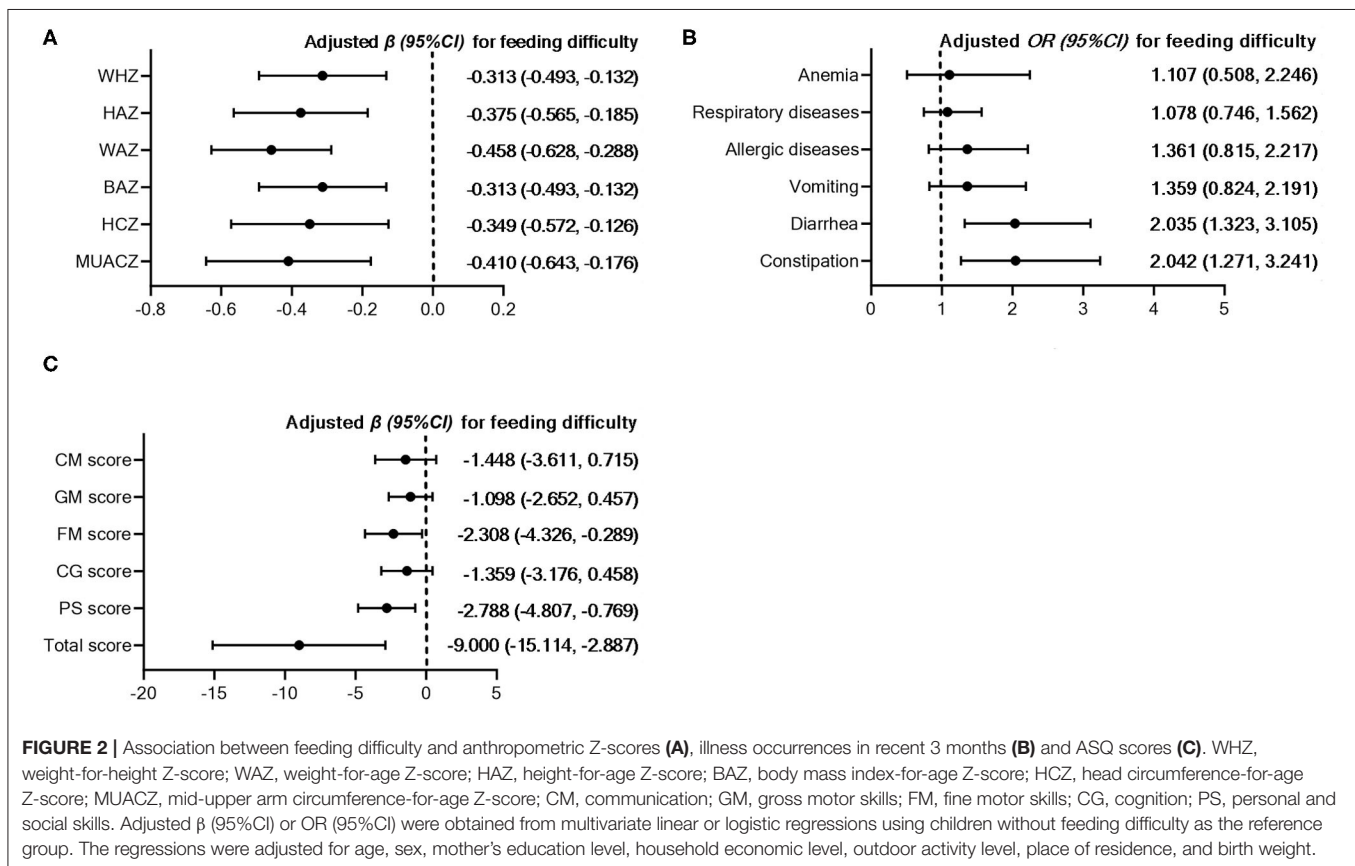 A
Adjusted β (95%CI) for feeding difficulty
WHZ -0.313 (-0.493, -0.132)
HAZ -0.375 (-0.565, -0.185)
WAZ -0.458 (-0.628, -0.288)
BAZ -0.313 (-0.493, -0.132)
HCZ -0.349 (-0.572, -0.126)
MUACZ -0.410 (-0.643, -0.176)
-0.8 -0.6 -0.4 -0.2 0.0 0.2
B
Adjusted OR (95%CI) for feeding difficulty
Anemia 1.107 (0.508, 2.246)
Respiratory diseases 1.078 (0.746, 1.562)
Allergic diseases 1.361 (0.815, 2.217)
Vomiting 1.359 (0.824, 2.191)
Diarrhea 2.035 (1.323, 3.105)
Constipation 2.042 (1.271, 3.241)
0 1 2 3 4 5
C
Adjusted β (95%CI) for feeding difficulty
CM score -1.448 (-3.611, 0.715)
GM score -1.098 (-2.652, 0.457)
FM score -2.308 (-4.326, -0.289)
CG score -1.359 (-3.176, 0.458)
PS score -2.788 (-4.807, -0.769)
Total score -9.000 (-15.114, -2.887)
-20 -15 -10 -5 0 5
FIGURE 2 | Association between feeding difficulty and anthropometric Z-scores (A), illness occurrences in recent 3 months (B) and ASQ scores (C). WHZ,
weight-for-height Z-score; WAZ, weight-for-age Z-score; HAZ, height-for-age Z-score; BAZ, body mass index-for-age Z-score; HCZ, head circumference-for-age
Z-score; MUACZ, mid-upper arm circumference-for-age Z-score; CM, communication; GM, gross motor skills; FM, fine motor skills; CG, cognition; PS, personal and
social skills. Adjusted β (95%CI) or OR (95%CI) were obtained from multivariate linear or logistic regressions using children without feeding difficulty as the reference
group. The regressions were adjusted for age, sex, mother's education level, household economic level, outdoor activity level, place of residence, and birth weight.